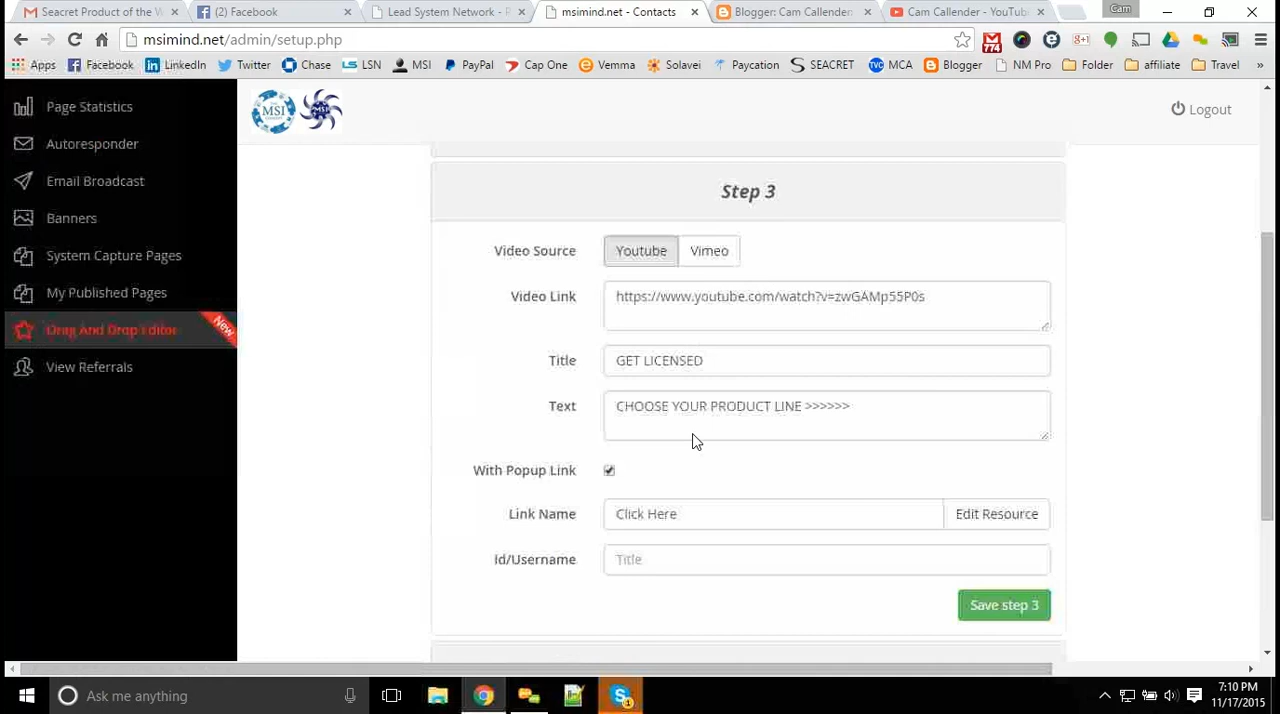 Seacret Product of the W
(2) Facebook
Lead System Network - P
msimind.net - Contacts
Blogger: Cam Callender
Cam Callender - YouTub
Cam
msimind.net/admin/setup.php
774
Apps
Facebook
LinkedIn
Twitter
Chase
LSN
MSI
PayPal
Cap One
Vemma
Solavei
Paycation
SEACRET
MCA
Blogger
NM Pro
Folder
affiliate
Travel
»
Page Statistics
Autoresponder
Email Broadcast
Banners
System Capture Pages
My Published Pages
Drag And Drop Editor
New
View Referrals
MSI
Logout
Step 3
Video Source
Youtube
Vimeo
Video Link
https://www.youtube.com/watch?v=zwGAMp55P0s
Title
GET LICENSED
Text
CHOOSE YOUR PRODUCT LINE >>>>>>
With Popup Link
Link Name
Click Here
Edit Resource
Id/Username
Title
Save step 3
Ask me anything
7:10 PM
11/17/2015